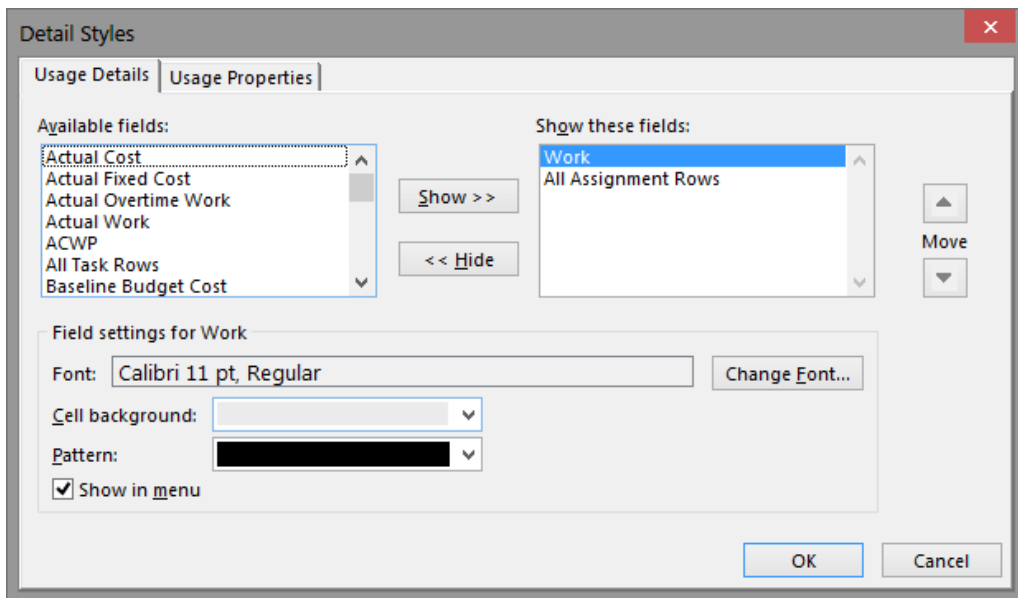 Detail Styles
Usage Details
Usage Properties
Available fields:
Actual Cost
Actual Fixed Cost
Actual Overtime Work
Actual Work
ACWP
All Task Rows
Baseline Budget Cost
Show >>
<< Hide
Show these fields:
Work
All Assignment Rows
Move
Field settings for Work
Font:
Calibri 11 pt, Regular
Change Font...
Cell background:
Pattern:
Show in menu
OK
Cancel